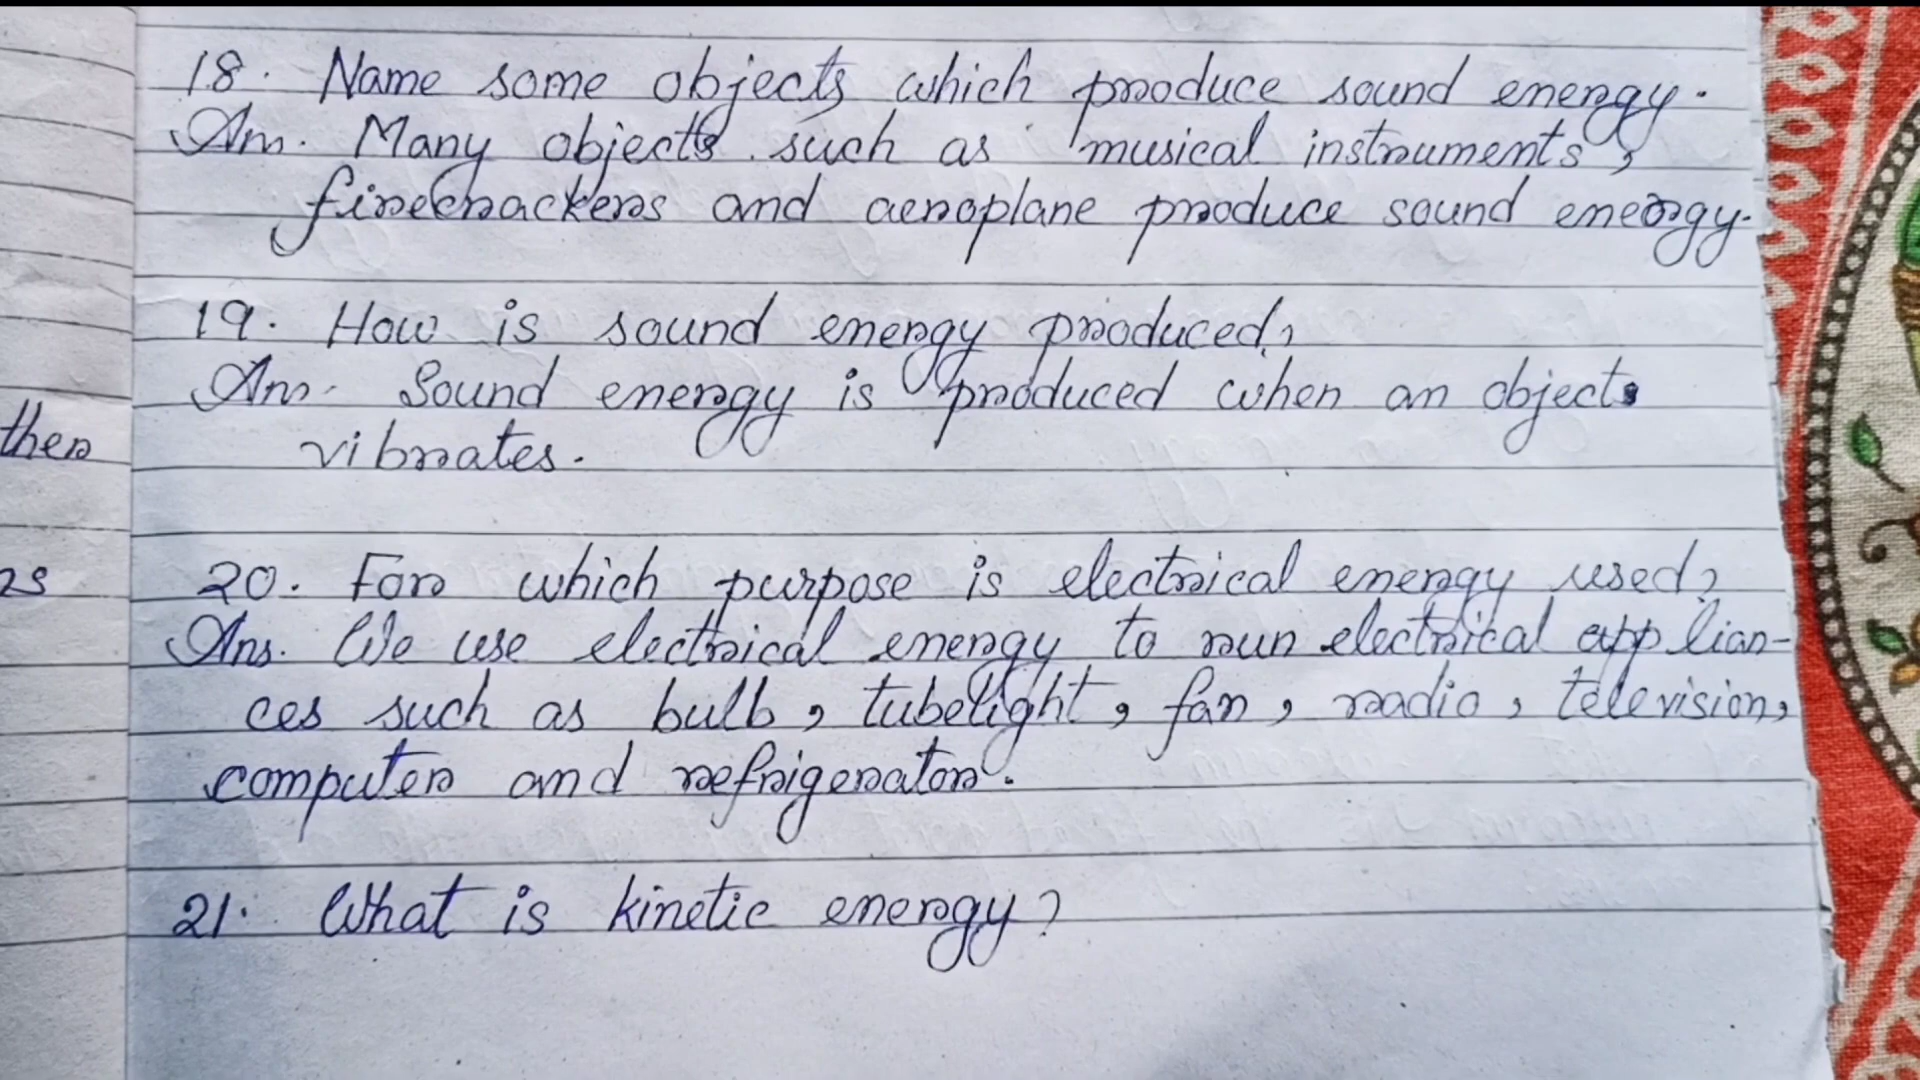 18. Name some objects which produce sound energy.
Ans. Many objects such as musical instruments,
firecrackers and aeroplane produce sound energy.
19. How is sound energy produced?
Ans. Sound energy is produced when an object
vibrates.
ther
rs
20. For which purpose is electrical energy used?
Ans. We use electrical energy to run electrical applian-
ces such as bulb, tubelight, fan, radio, television,
computer and refrigerator.
21. What is kinetic energy?